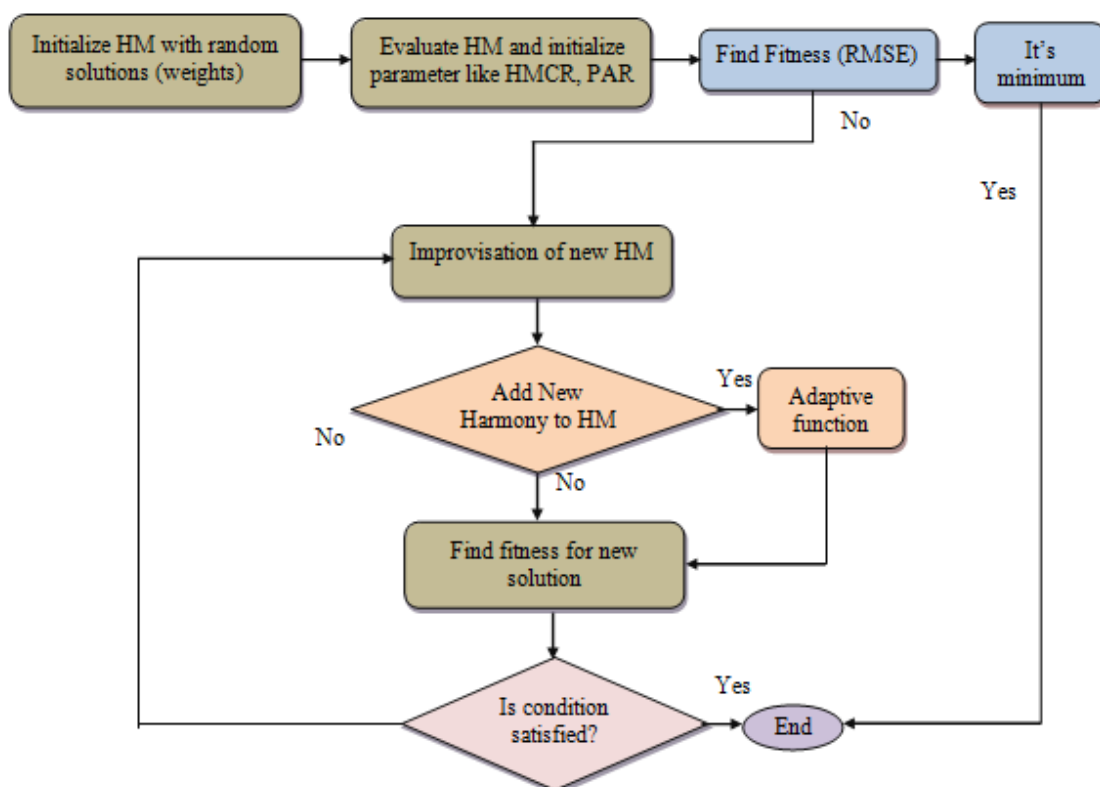 Initialize HM with random
solutions (weights)
Evaluate HM and initialize
parameter like HMCR, PAR
Find Fitness (RMSE)
It's
minimum
No
Yes
Improvisation of new HM
Add New
Harmony to HM
Yes
Adaptive
function
No
No
Find fitness for new
solution
Is condition
satisfied?
Yes
End